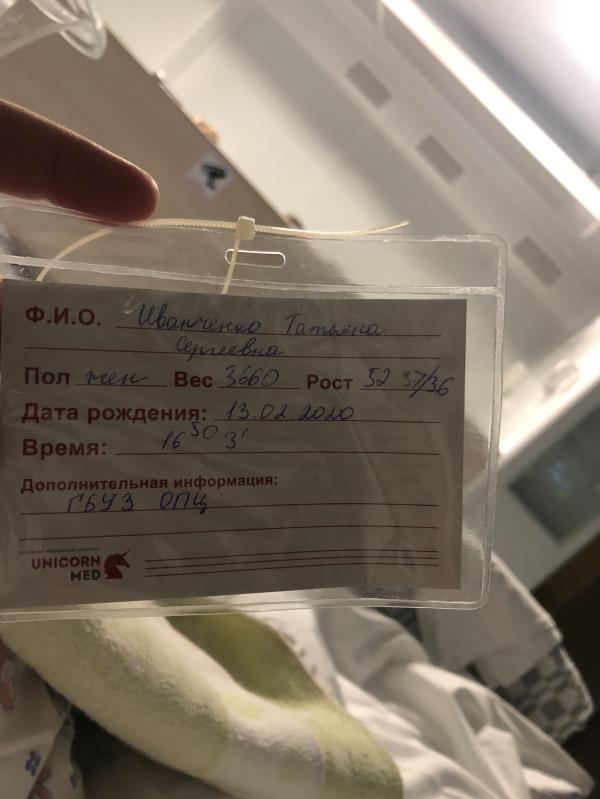 Ф.И.О. Иванченко Татьяна
Сергеевна
Пол жен Вес 3660 Рост 52 37/36
Дата рождения: 13.02.2020
Время: 16 50 3'
Дополнительная информация:
ГБУЗ ОПЦ
UNICORN
MED